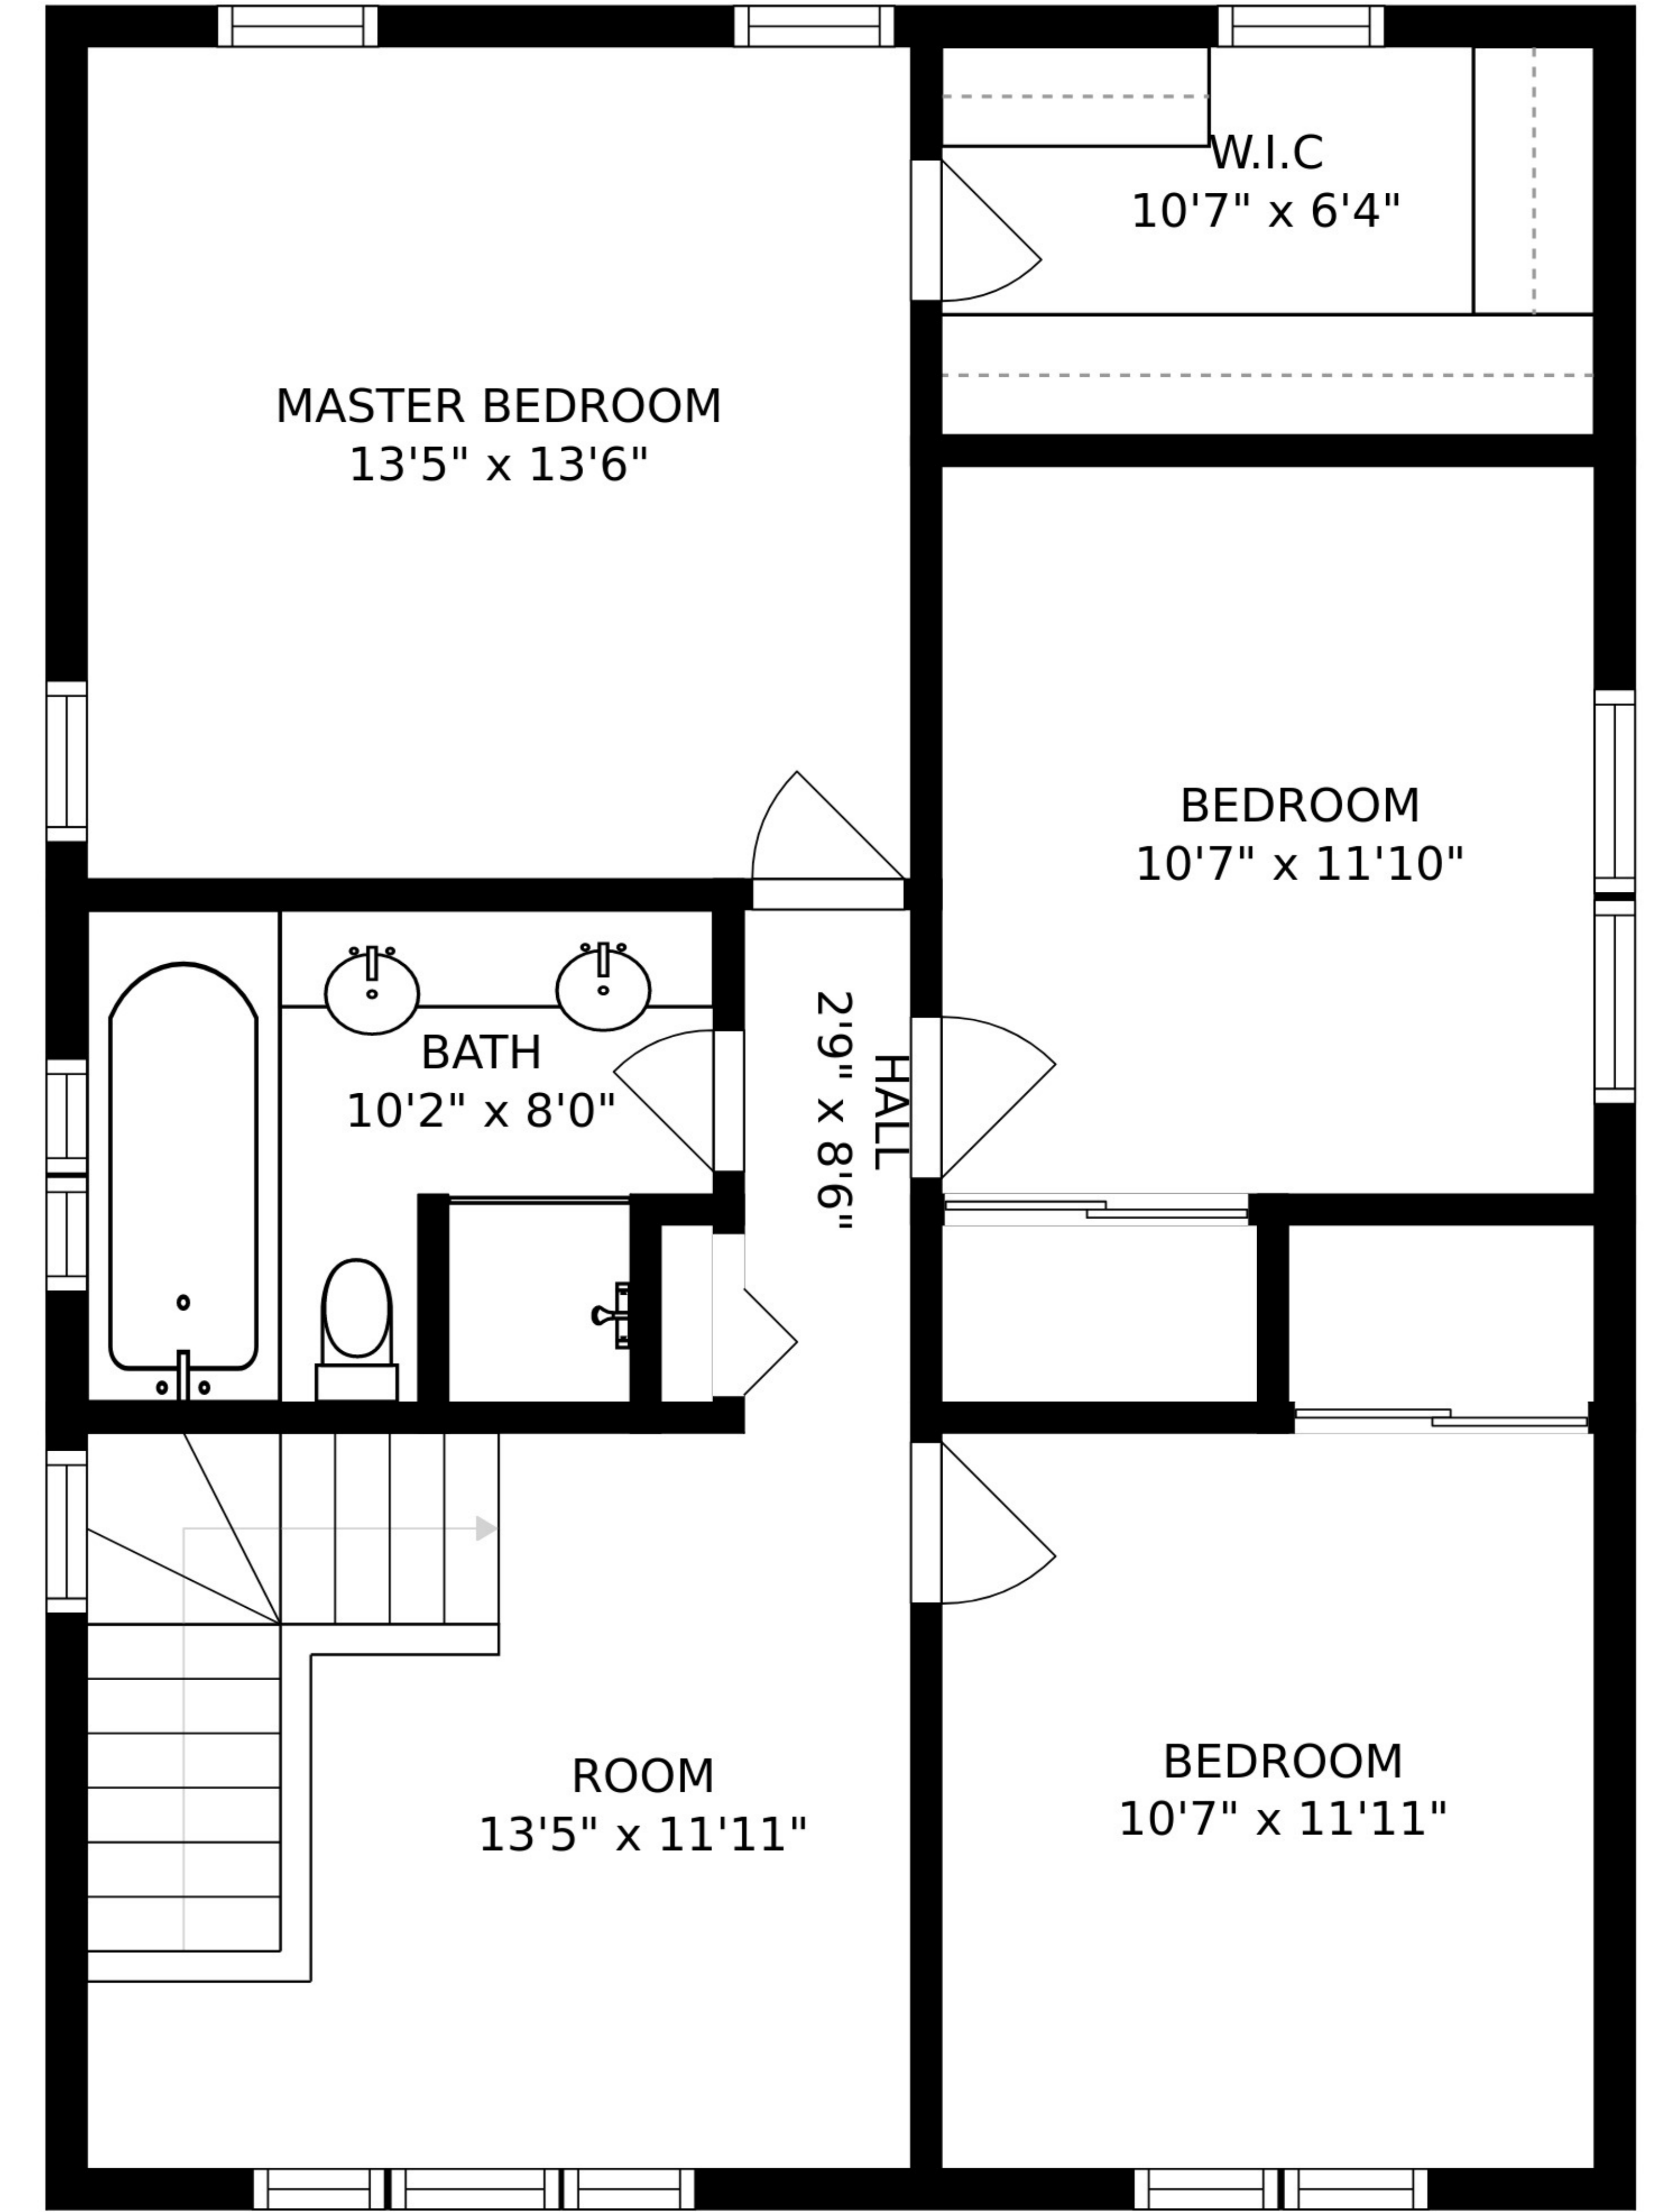 W.I.C
10'7" x 6'4"
MASTER BEDROOM
13'5" x 13'6"
BEDROOM
10'7" x 11'10"
BATH
10'2" x 8'0"
HALL
2'9" x 8'6"
ROOM
13'5" x 11'11"
BEDROOM
10'7" x 11'11"